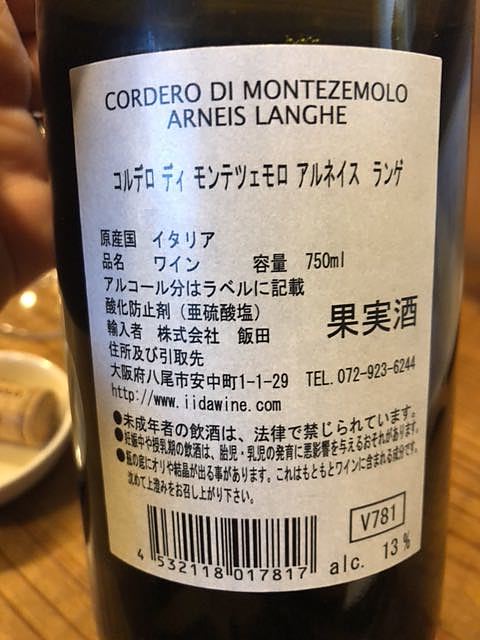 CORDERO DI MONTEZEMOLO
ARNEIS LANGHE
コルデロ ディ モンテツェモロ アルネイス ランゲ
原産国 イタリア
品名 ワイン 容量 750ml
アルコール分はラベルに記載
酸化防止剤（亜硫酸塩）
果実酒
輸入者 株式会社 飯田
住所及び引取先
大阪府八尾市安中町1-1-29 TEL.072-923-6244
http://www.iidawine.com
●未成年者の飲酒は、法律で禁じられています。
●妊娠中や授乳期の飲酒は、胎児・乳児の発育に悪影響を与えるおそれがあります。
●瓶の底にオリや結晶が出る事があります。これはもともとワインに含まれる成分です。
沈めて上澄みをお召し上がり下さい。
V781
4 532118 017817
alc. 13%